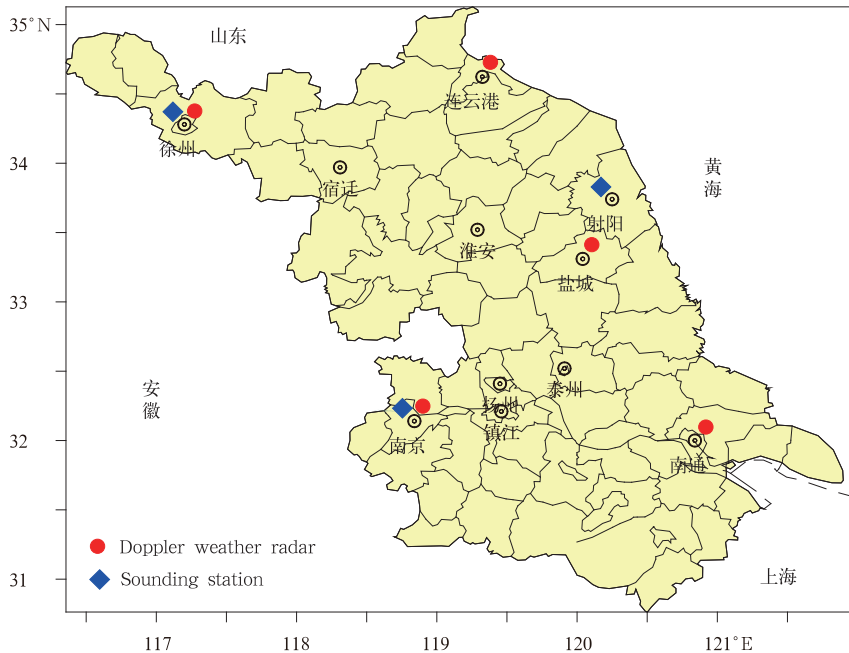 35°N
山东
连云港
徐州
34
黄
海
宿迁
射阳
淮安
盐城
33
安
徽
泰州
扬州
镇江
32
南京
南通
Doppler weather radar
Sounding station
31
上海
117
118
119
120
121°E